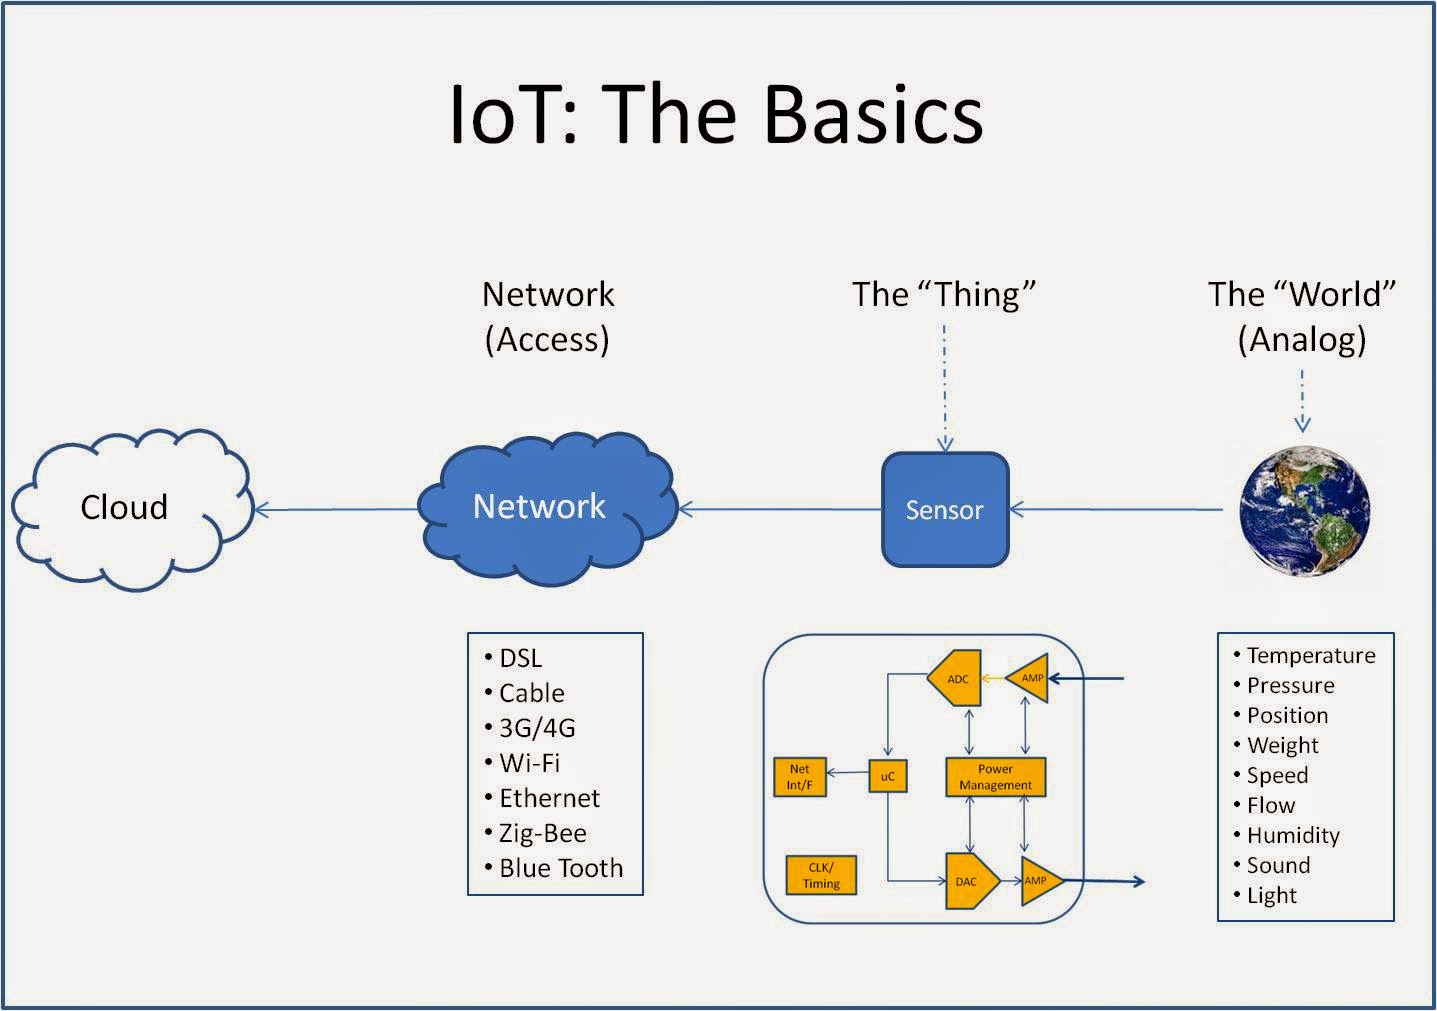 IoT: The Basics
Network
(Access)
The “Thing”
The “World”
(Analog)
Cloud
Network
Sensor
• DSL
• Cable
• 3G/4G
• Wi-Fi
• Ethernet
• Zig-Bee
• Blue Tooth
ADC
AMP
Net
Int/F
uC
Power
Management
CLK/
Timing
DAC
AMP
• Temperature
• Pressure
• Position
• Weight
• Speed
• Flow
• Humidity
• Sound
• Light